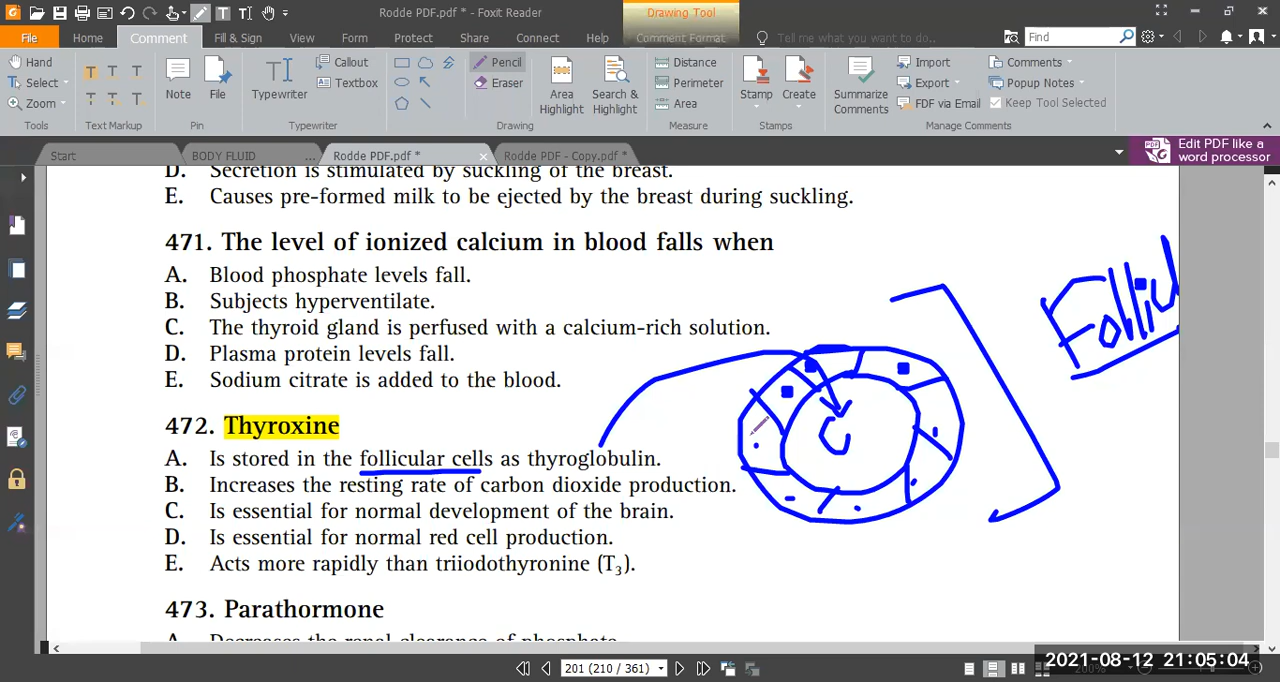 Rodde PDF.pdf * - Foxit Reader
Drawing Tool
File Home Comment Fill & Sign View Form Protect Share Connect Help Comment Format Tell me what you want to do.. Find
Hand
Select
Zoom
Tools
Text Markup
Note
File
Pin
Typewriter
Callout
Textbox
Typewriter
Pencil
Eraser
Drawing
Area Highlight
Search & Highlight
Distance
Perimeter
Area
Measure
Stamp
Create
Stamps
Summarize Comments
Import
Export
FDF via Email
Comments
Popup Notes
Keep Tool Selected
Manage Comments
Start BODY FLUID ... Rodde PDF.pdf * Rodde PDF - Copy.pdf *
Edit PDF like a
word processor
D. Secretion is stimulated by suckling of the breast.
E. Causes pre-formed milk to be ejected by the breast during suckling.
471. The level of ionized calcium in blood falls when
A. Blood phosphate levels fall.
B. Subjects hyperventilate.
C. The thyroid gland is perfused with a calcium-rich solution.
D. Plasma protein levels fall.
E. Sodium citrate is added to the blood.
472. Thyroxine
A. Is stored in the follicular cells as thyroglobulin.
B. Increases the resting rate of carbon dioxide production.
C. Is essential for normal development of the brain.
D. Is essential for normal red cell production.
E. Acts more rapidly than triiodothyronine (T3).
473. Parathormone
A. Decreases the renal clearance of phosphate
C
201 (210 / 361)
2021-08-12 21:05:04